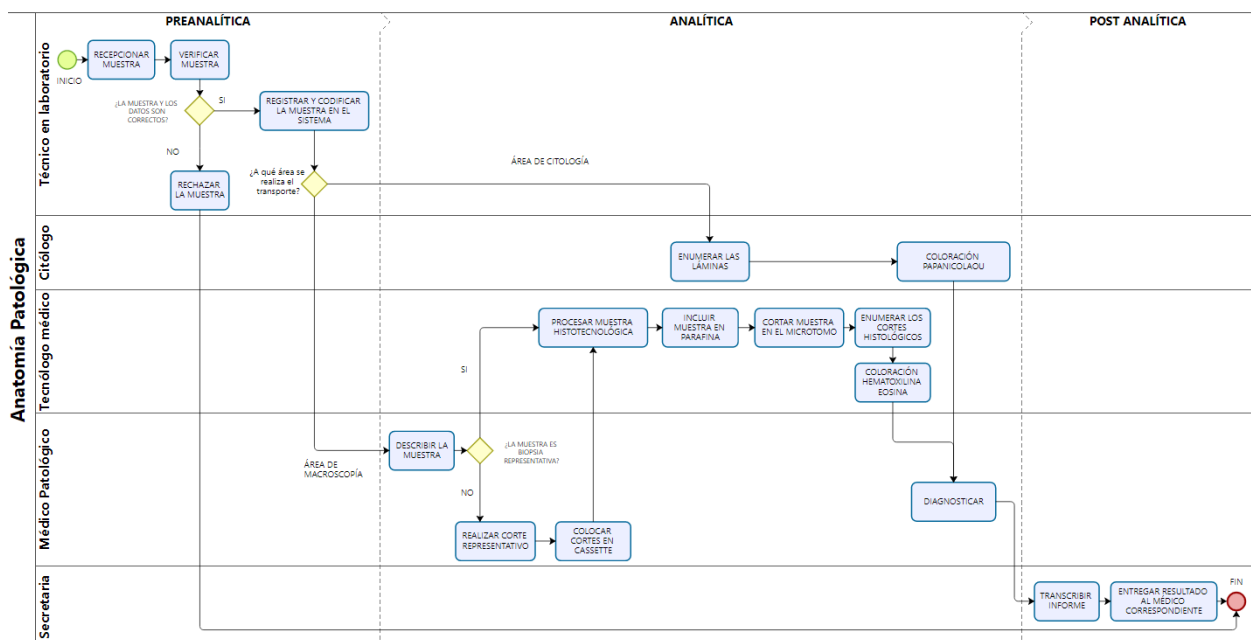 PREANALÍTICA
ANALÍTICA
POST ANALÍTICA
Anatomía Patológica
Técnico en laboratorio
INICIO
RECEPCIONAR
MUESTRA
VERIFICAR
MUESTRA
¿LA MUESTRA Y LOS
DATOS SON
CORRECTOS?
SI
REGISTRAR Y CODIFICAR
LA MUESTRA EN EL
SISTEMA
NO
RECHAZAR
LA MUESTRA
¿A qué área se
realiza el
transporte?
ÁREA DE CITOLOGÍA
Citólogo
ENUMERAR LAS
LÁMINAS
COLORACIÓN
PAPANICOLAOU
Tecnólogo médico
PROCESAR MUESTRA
HISTOTECNOLÓGICA
INCLUIR
MUESTRA EN
PARAFINA
CORTAR MUESTRA
EN EL MICROTOMO
ENUMERAR LOS
CORTES
HISTOLÓGICOS
SI
COLORACIÓN
HEMATOXILINA
EOSINA
Médico Patológico
ÁREA DE
MACROSCOPÍA
DESCRIBIR LA
MUESTRA
¿LA MUESTRA ES
BIOPSIA
REPRESENTATIVA?
NO
REALIZAR CORTE
REPRESENTATIVO
COLOCAR
CORTES EN
CASSETTE
DIAGNOSTICAR
Secretaria
TRANSCRIBIR
INFORME
ENTREGAR RESULTADO
AL MÉDICO
CORRESPONDIENTE
FIN